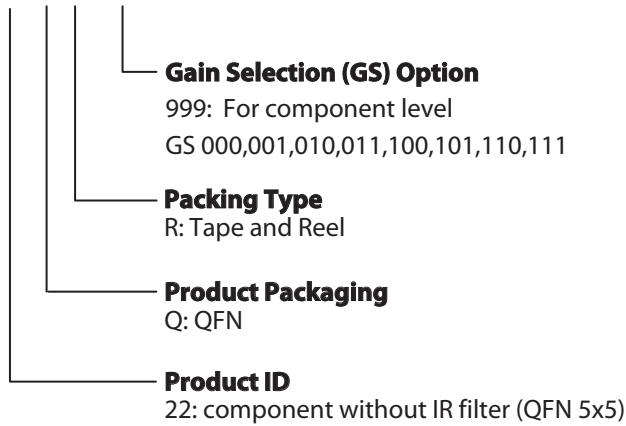 Gain Selection (GS) Option
999: For component level
GS 000,001,010,011,100,101,110,111
Packing Type
R: Tape and Reel
Product Packaging
Q: QFN
Product ID
22: component without IR filter (QFN 5x5)